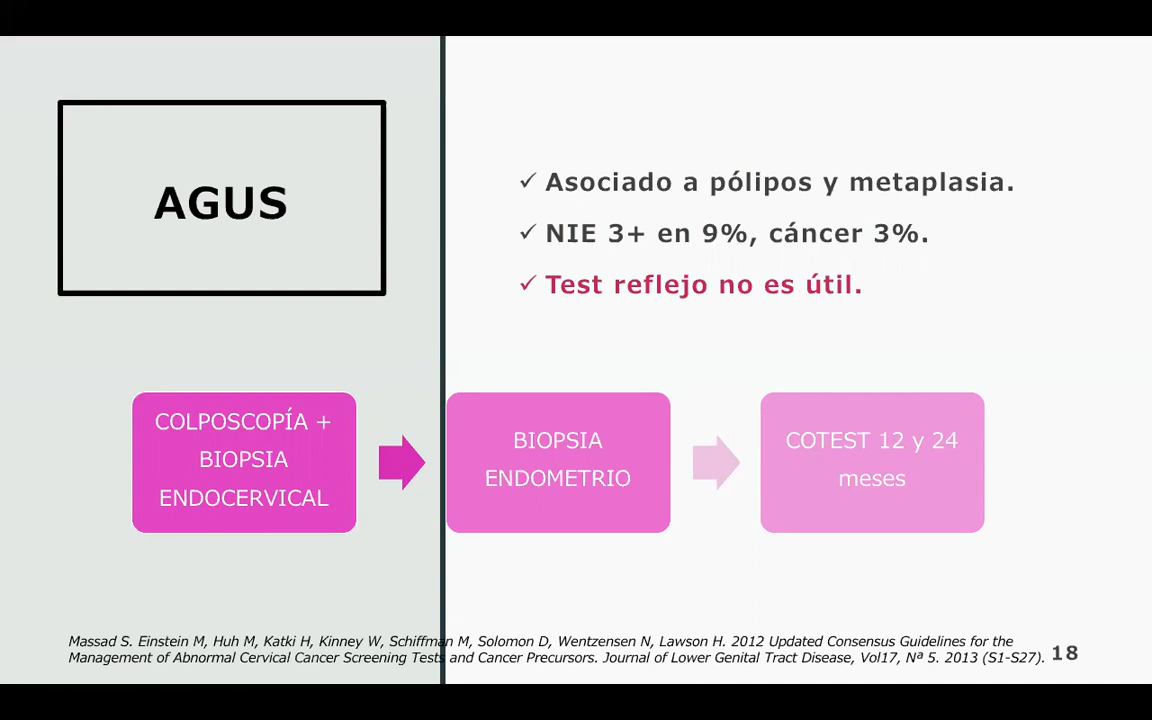 AGUS
Asociado a pólipos y metaplasia.
NIE 3+ en 9%, cáncer 3%.
Test reflejo no es útil.
COLPOSCOPÍA +
BIOPSIA
ENDOCERVICAL
BIOPSIA
ENDOMETRIO
COTEST 12 y 24
meses
Massad S. Einstein M, Huh M, Katki H, Kinney W, Schiffman M, Solomon D, Wentzensen N, Lawson H. 2012 Updated Consensus Guidelines for the
Management of Abnormal Cervical Cancer Screening Tests and Cancer Precursors. Journal of Lower Genital Tract Disease, Vol17, Nª 5. 2013 (S1-S27).
18